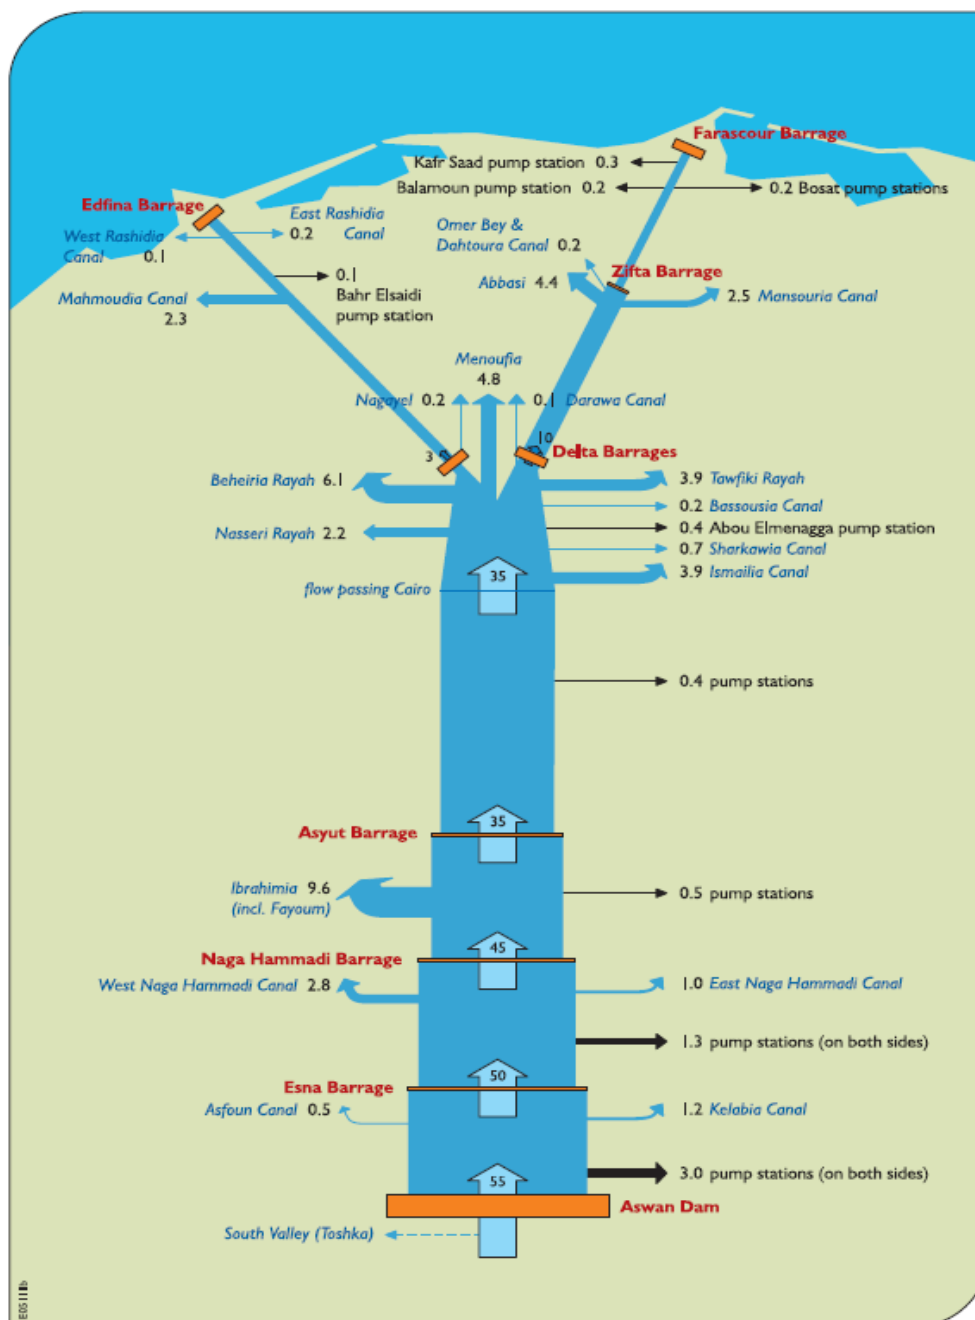 Farascour Barrage
Kafr Saad pump station 0.3
Balamoun pump station 0.2
0.2 Bosat pump stations
Edfina Barrage
East Rashidia
0.2 Canal
West Rashidia
Canal 0.1
Omer Bey &
Dahtoura Canal 0.2
Zifta Barrage
Abbasi 4.4
2.5 Mansouria Canal
0.1
Bahr Elsaidi
pump station
Mahmoudia Canal
2.3
Menoufia
4.8
Nagayel 0.2
0.1 Darawa Canal
10
3
Delta Barrages
Beheiria Rayah 6.1
3.9 Tawfiki Rayah
0.2 Bassousia Canal
0.4 Abou Elmenagga pump station
Nasseri Rayah 2.2
0.7 Sharkawia Canal
3.9 Ismailia Canal
35
flow passing Cairo
0.4 pump stations
35
Asyut Barrage
Ibrahimia 9.6
(incl. Fayoum)
0.5 pump stations
45
Naga Hammadi Barrage
West Naga Hammadi Canal 2.8
1.0 East Naga Hammadi Canal
1.3 pump stations (on both sides)
50
Esna Barrage
Asfoun Canal 0.5
1.2 Kelabia Canal
3.0 pump stations (on both sides)
55
Aswan Dam
South Valley (Toshka)